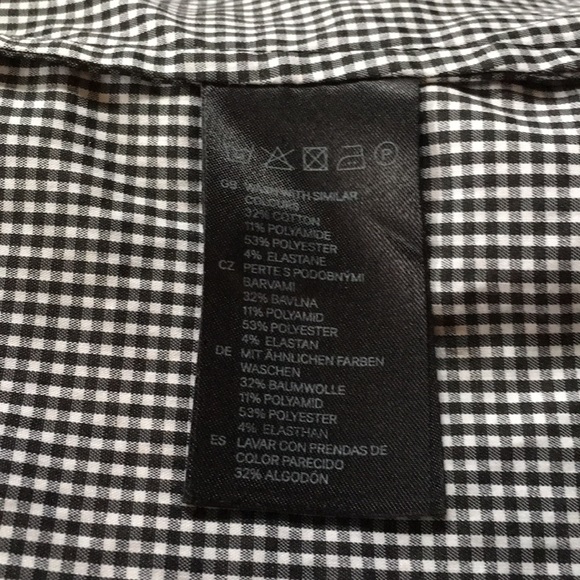 P
GB WASH WITH SIMILAR
COLOURS
32% COTTON
11% POLYAMIDE
53% POLYESTER
4% ELASTANE
CZ PERTE S PODOBNÝMI
BARVAMI
32% BAVLNA
11% POLYAMID
53% POLYESTER
4% ELASTAN
DE MIT ÄHNLICHEN FARBEN
WASCHEN
32% BAUMWOLLE
11% POLYAMID
53% POLYESTER
4% ELASTHAN
ES LAVAR CON PRENDAS DE
COLOR PARECIDO
32% ALGODÓN